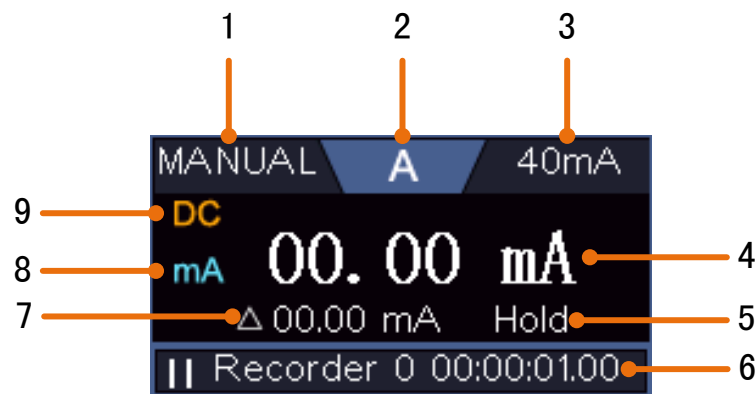 1 2 3
MANUAL A 40mA
9 DC
8 mA 00.00 mA 4
7 △ 00.00 mA Hold 5
|| Recorder 0 00:00:01.00 6